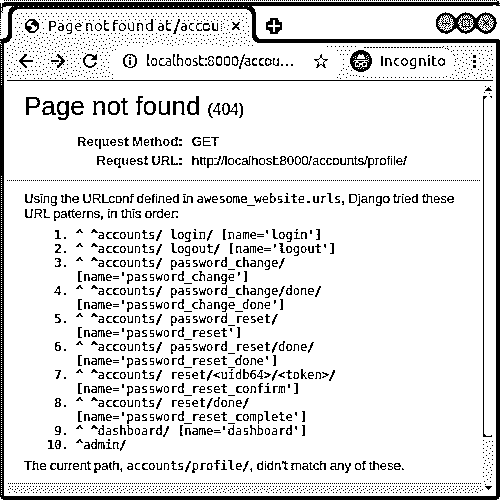 Page not found at /accou
localhost:8000/accou...
Incognito
Page not found (404)
Request Method: GET
Request URL: http://localhost:8000/accounts/profile/
Using the URLconf defined in awesome_website.urls, Django tried these
URL patterns, in this order:
1. ^ ^accounts/ login/ [name='login']
2. ^ ^accounts/ logout/ [name='logout']
3. ^ ^accounts/ password_change/
[name='password_change']
4. ^ ^accounts/ password_change/done/
[name='password_change_done']
5. ^ ^accounts/ password_reset/
[name='password_reset']
6. ^ ^accounts/ password_reset/done/
[name='password_reset_done']
7. ^ ^accounts/ reset/<uidb64>/<token>/
[name='password_reset_confirm']
8. ^ ^accounts/ reset/done/
[name='password_reset_complete']
9. ^ ^dashboard/ [name='dashboard']
10. ^admin/
The current path, accounts/profile/, didn't match any of these.